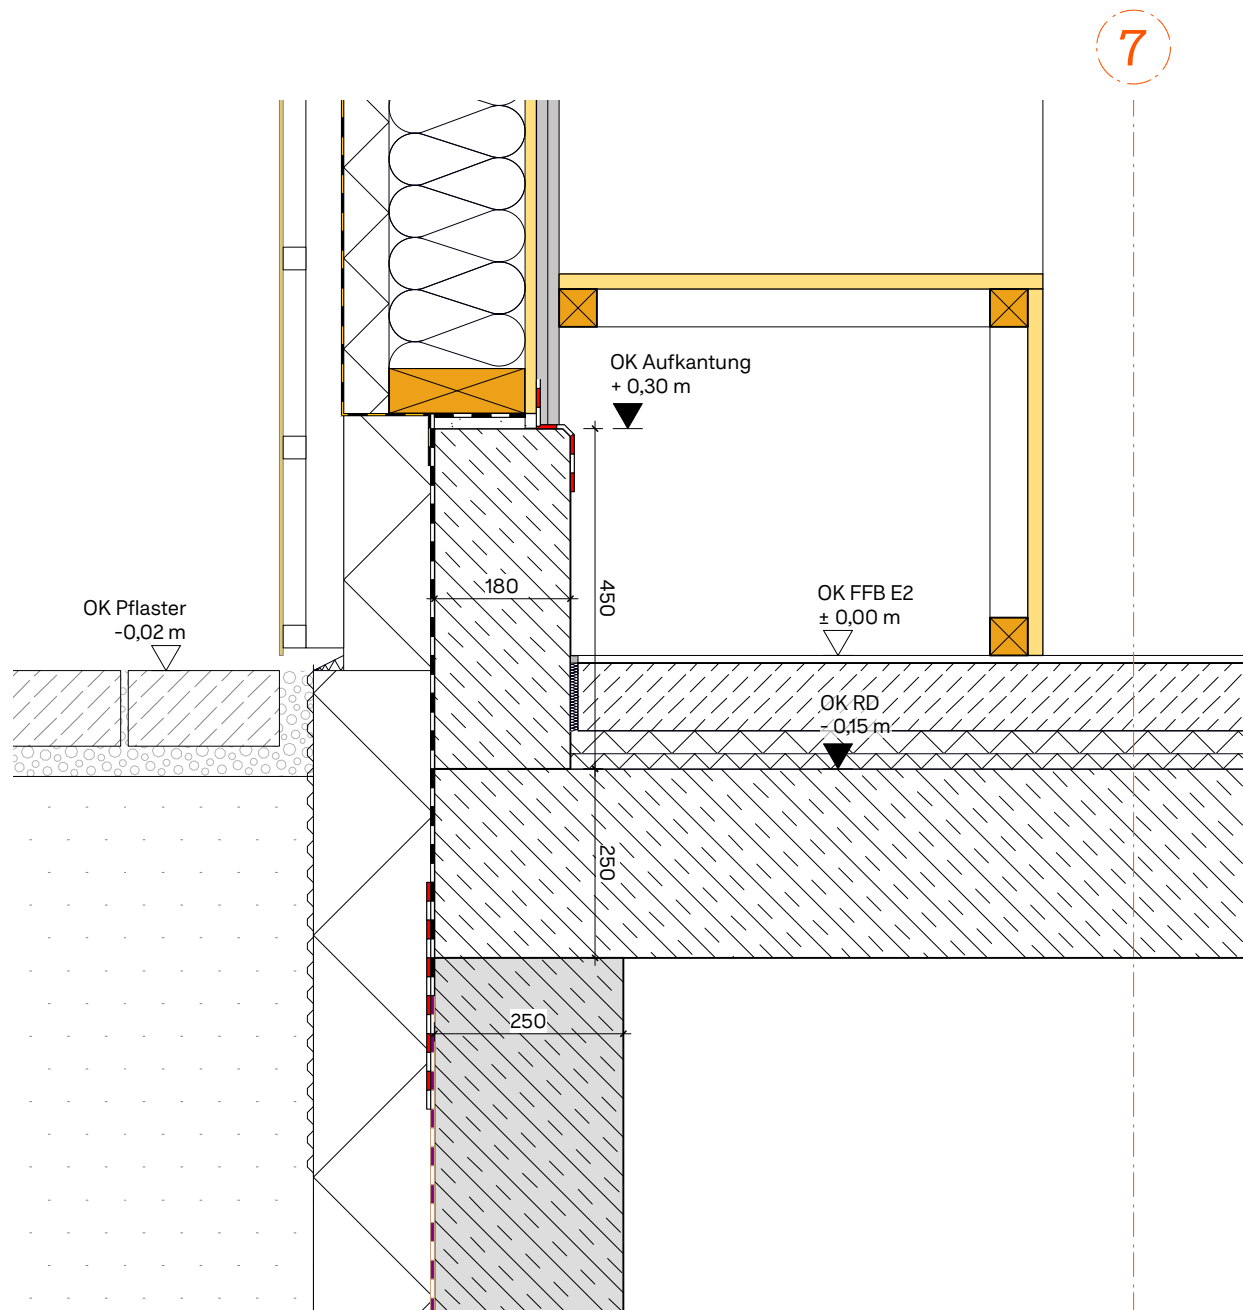 7
OK Aufkantung
+ 0,30 m
180
450
OK Pflaster
-0,02 m
OK FFB E2
± 0,00 m
OK RD
- 0,15 m
250
250